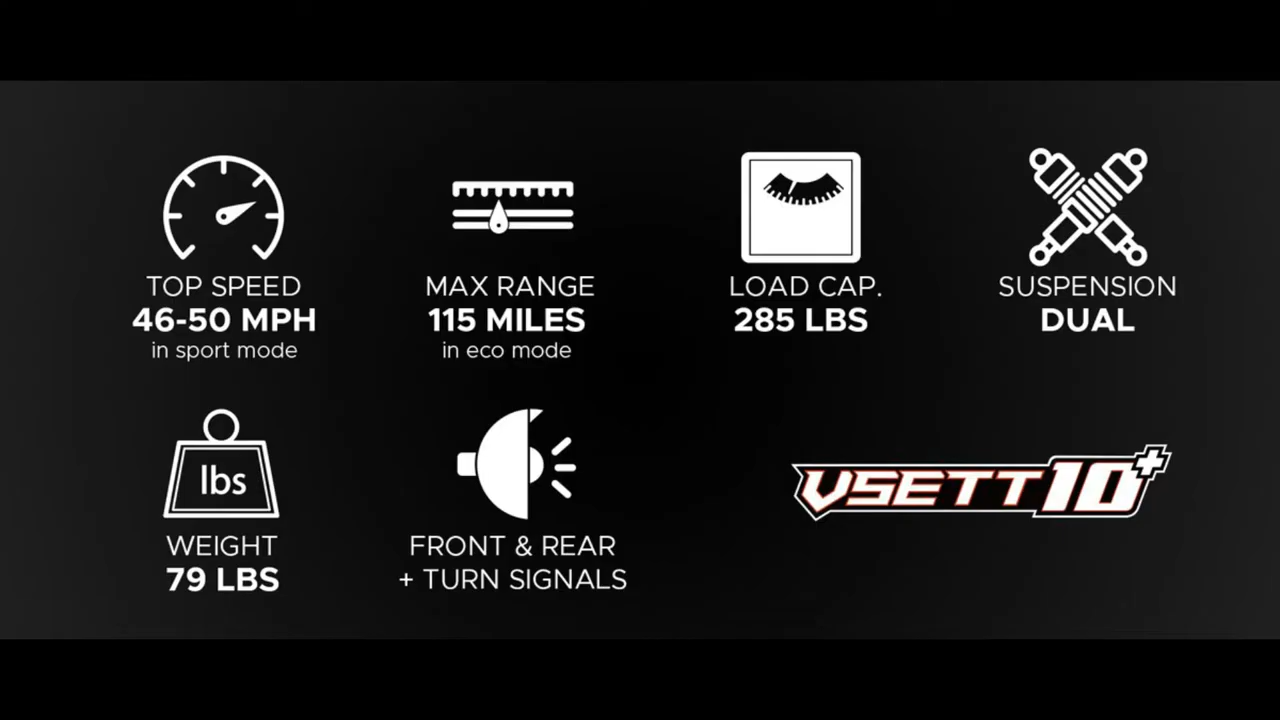 TOP SPEED
46-50 MPH
in sport mode
MAX RANGE
115 MILES
in eco mode
LOAD CAP.
285 LBS
SUSPENSION
DUAL
lbs
WEIGHT
79 LBS
FRONT & REAR
+ TURN SIGNALS
VSETT10+